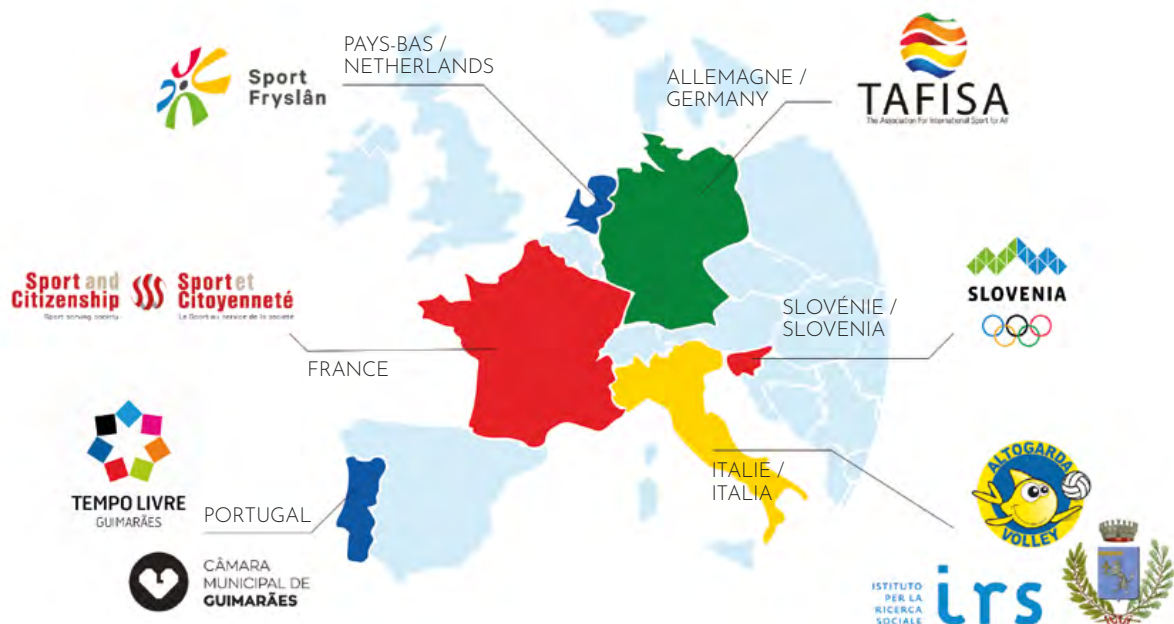 PAYS-BAS /
NETHERLANDS
Sport
Fryslân
ALLEMAGNE /
GERMANY
TAFISA
The Association For International Sport for All
Sport and
Citizenship
Sport serving society
Sport et
Citoyenneté
Le Sport au service de la société
FRANCE
SLOVÉNIE /
SLOVENIA
SLOVENIA
TEMPO LIVRE
GUIMARÃES
PORTUGAL
CÂMARA
MUNICIPAL DE
GUIMARÃES
ITALIE /
ITALIA
ALTOGARDA
VOLLEY
ISTITUTO
PER LA
RICERCA
SOCIALE
irs